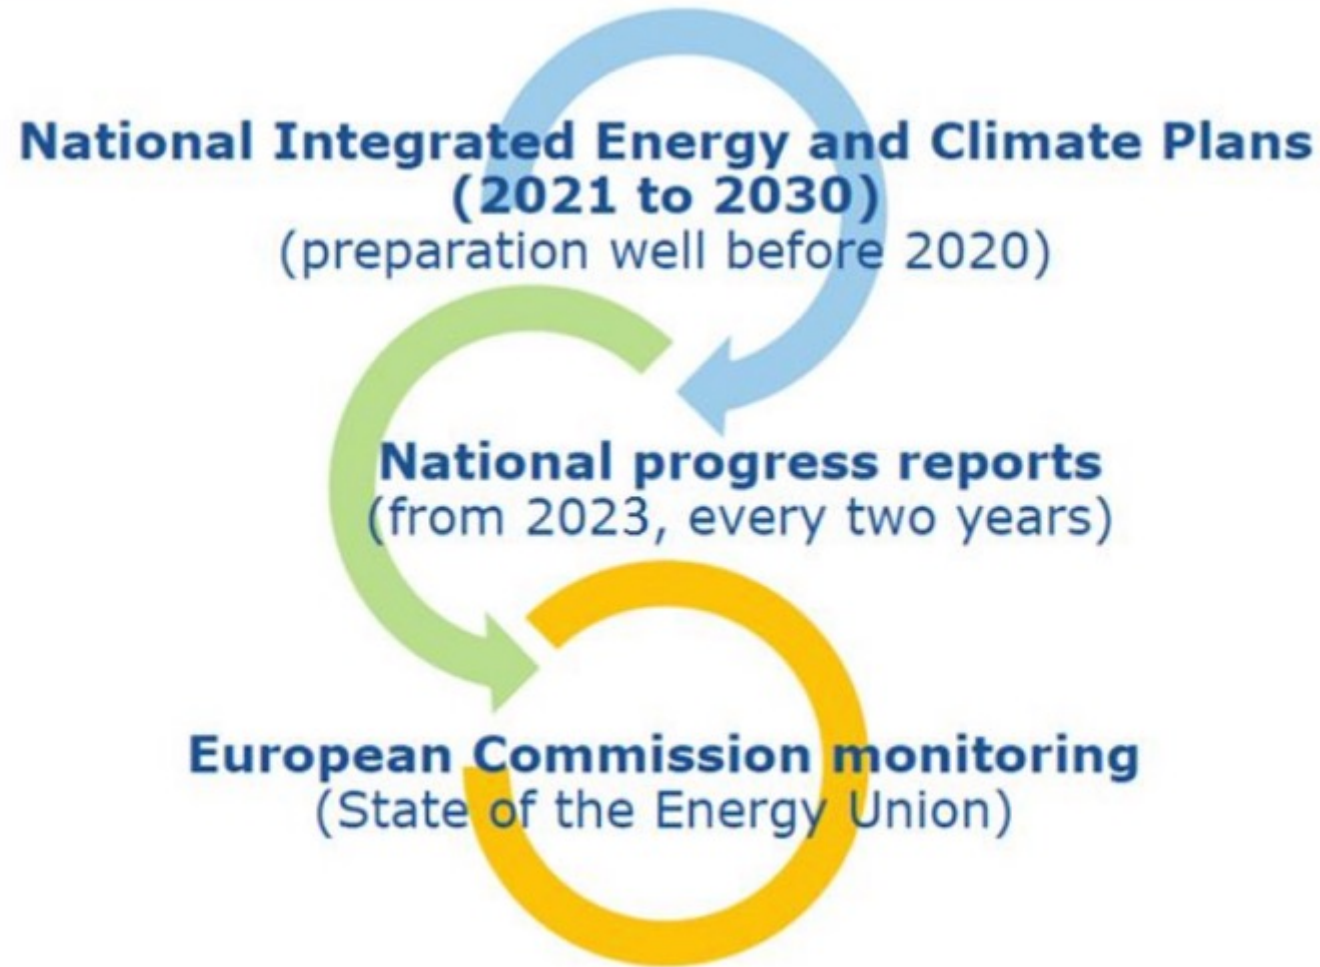 National Integrated Energy and Climate Plans
(2021 to 2030)
(preparation well before 2020)
National progress reports
(from 2023, every two years)
European Commission monitoring
(State of the Energy Union)